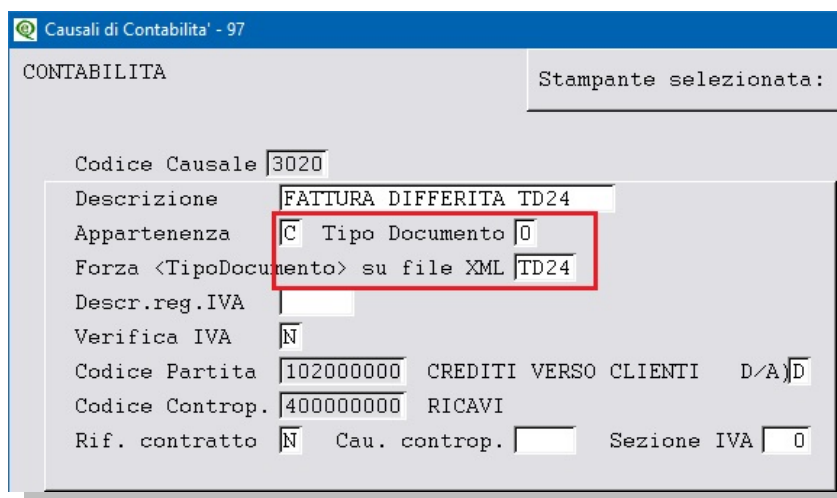 Causali di Contabilita' - 97
CONTABILITA
Stampante selezionata:
Codice Causale 3020
Descrizione FATTURA DIFFERITA TD24
Appartenenza C Tipo Documento 0
Forza <TipoDocumento> su file XML TD24
Descr.reg.IVA
Verifica IVA N
Codice Partita 102000000 CREDITI VERSO CLIENTI D/A)D
Codice Controp. 400000000 RICAVI
Rif. contratto N Cau. controp. Sezione IVA 0